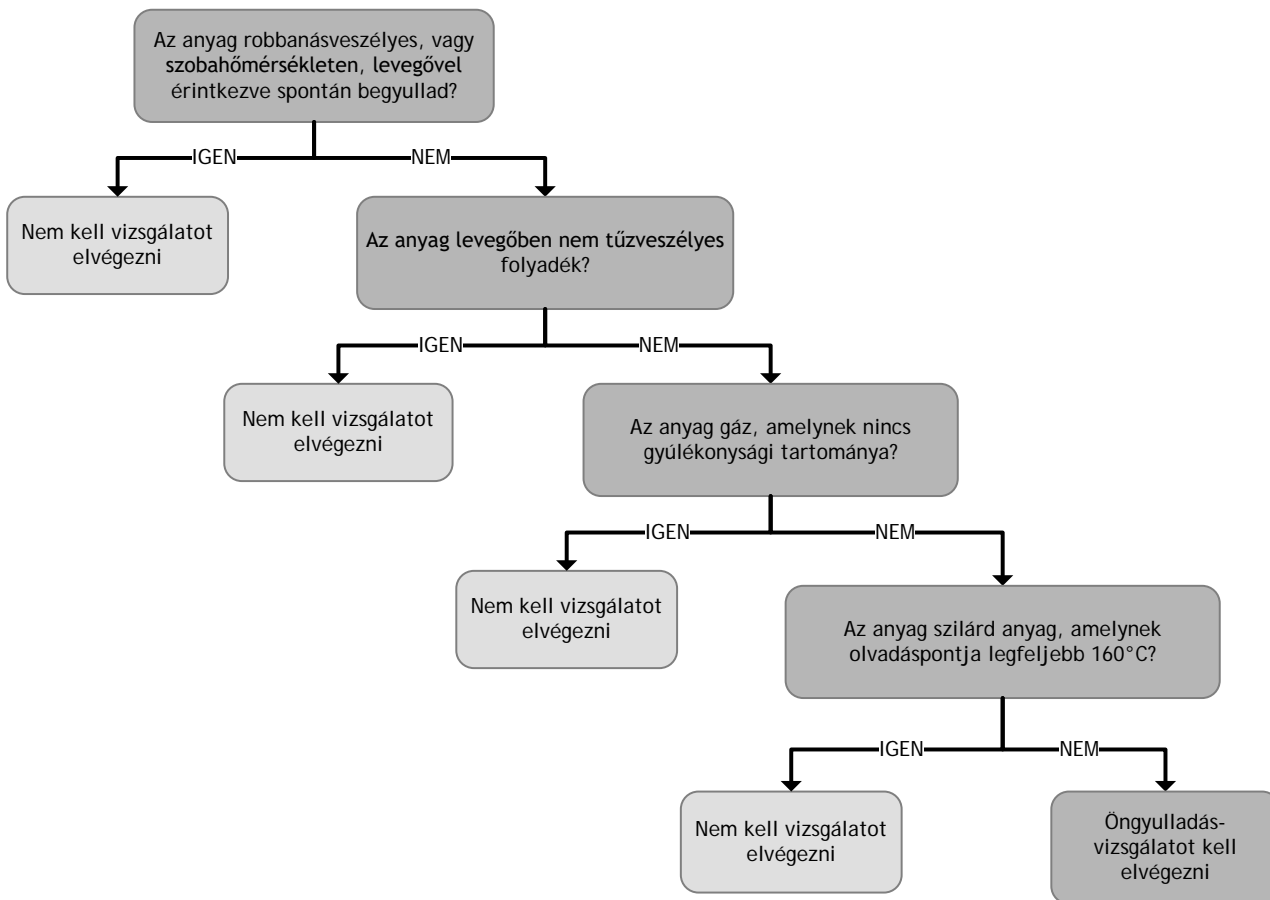 Az anyag robbanásveszélyes, vagy
szobahőmérsékleten, levegővel
érintkezve spontán begyullad?
IGEN
NEM
Nem kell vizsgálatot
elvégezni
Az anyag levegőben nem tűzveszélyes
folyadék?
IGEN
NEM
Nem kell vizsgálatot
elvégezni
Az anyag gáz, amelynek nincs
gyúlékonysági tartománya?
IGEN
NEM
Nem kell vizsgálatot
elvégezni
Az anyag szilárd anyag, amelynek
olvadáspontja legfeljebb 160°C?
IGEN
NEM
Nem kell vizsgálatot
elvégezni
Öngyulladás-
vizsgálatot kell
elvégezni